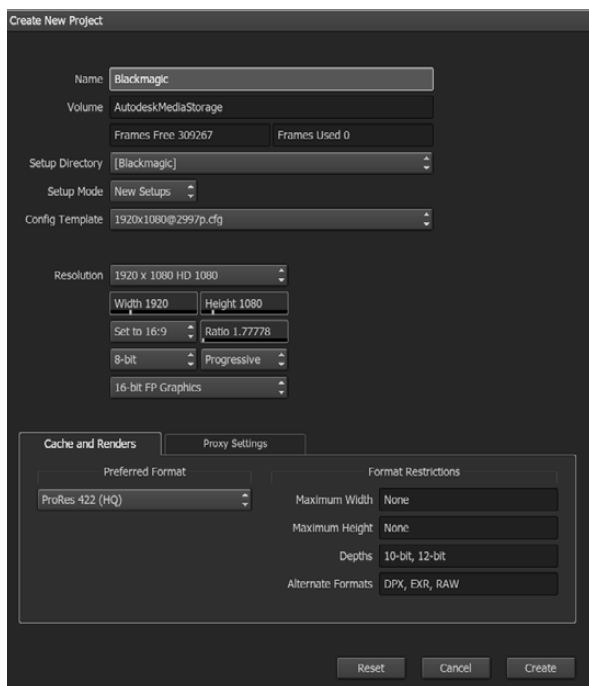 Create New Project
Name Blackmagic
Volume AutodeskMediaStorage
Frames Free 309267 Frames Used 0
Setup Directory [Blackmagic]
Setup Mode New Setups
Config Template 1920x1080@2997p.cfg
Resolution 1920 x 1080 HD 1080
Width 1920 Height 1080
Set to 16:9 Ratio 1.77778
8-bit Progressive
16-bit FP Graphics
Cache and Renders Proxy Settings
Preferred Format Format Restrictions
ProRes 422 (HQ) Maximum Width None
Maximum Height None
Depths 10-bit, 12-bit
Alternate Formats DPX, EXR, RAW
Reset Cancel Create